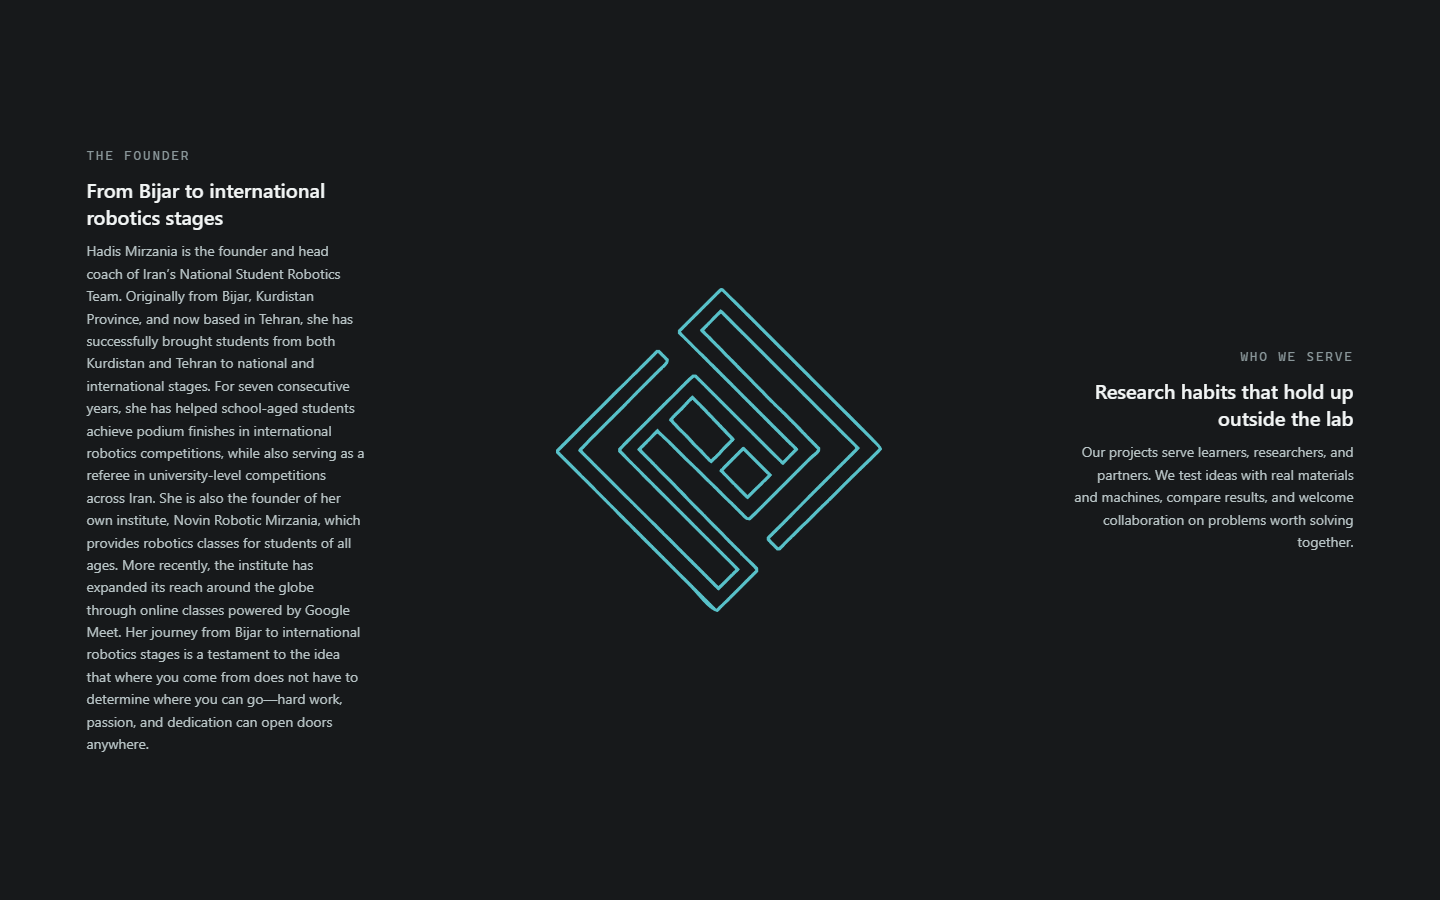 THE FOUNDER
From Bijar to international
robotics stages
Hadis Mirzania is the founder and head
coach of Iran’s National Student Robotics
Team. Originally from Bijar, Kurdistan
Province, and now based in Tehran, she has
successfully brought students from both
Kurdistan and Tehran to national and
international stages. For seven consecutive
years, she has helped school-aged students
achieve podium finishes in international
robotics competitions, while also serving as a
referee in university-level competitions
across Iran. She is also the founder of her
own institute, Novin Robotic Mirzania, which
provides robotics classes for students of all
ages. More recently, the institute has
expanded its reach around the globe
through online classes powered by Google
Meet. Her journey from Bijar to international
robotics stages is a testament to the idea
that where you come from does not have to
determine where you can go—hard work,
passion, and dedication can open doors
anywhere.
WHO WE SERVE
Research habits that hold up
outside the lab
Our projects serve learners, researchers, and
partners. We test ideas with real materials
and machines, compare results, and welcome
collaboration on problems worth solving
together.